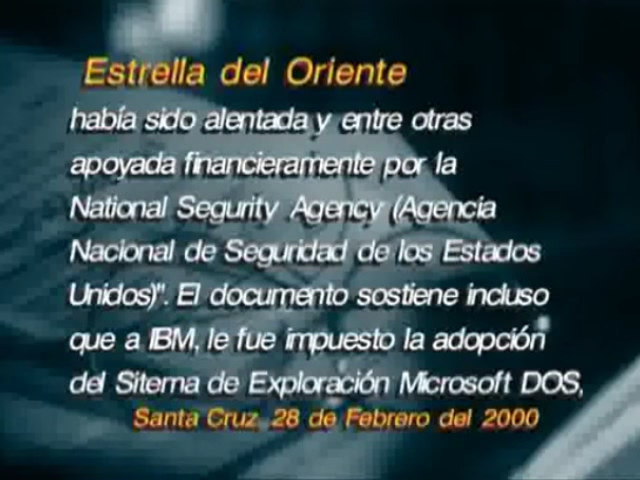 Estrella del Oriente
había sido alentada y entre otras
apoyada financieramente por la
National Segurity Agency (Agencia
Nacional de Seguridad de los Estados
Unidos)". El documento sostiene incluso
que a IBM, le fue impuesto la adopción
del Sitema de Exploración Microsoft DOS,
Santa Cruz 28 de Febrero del 2000